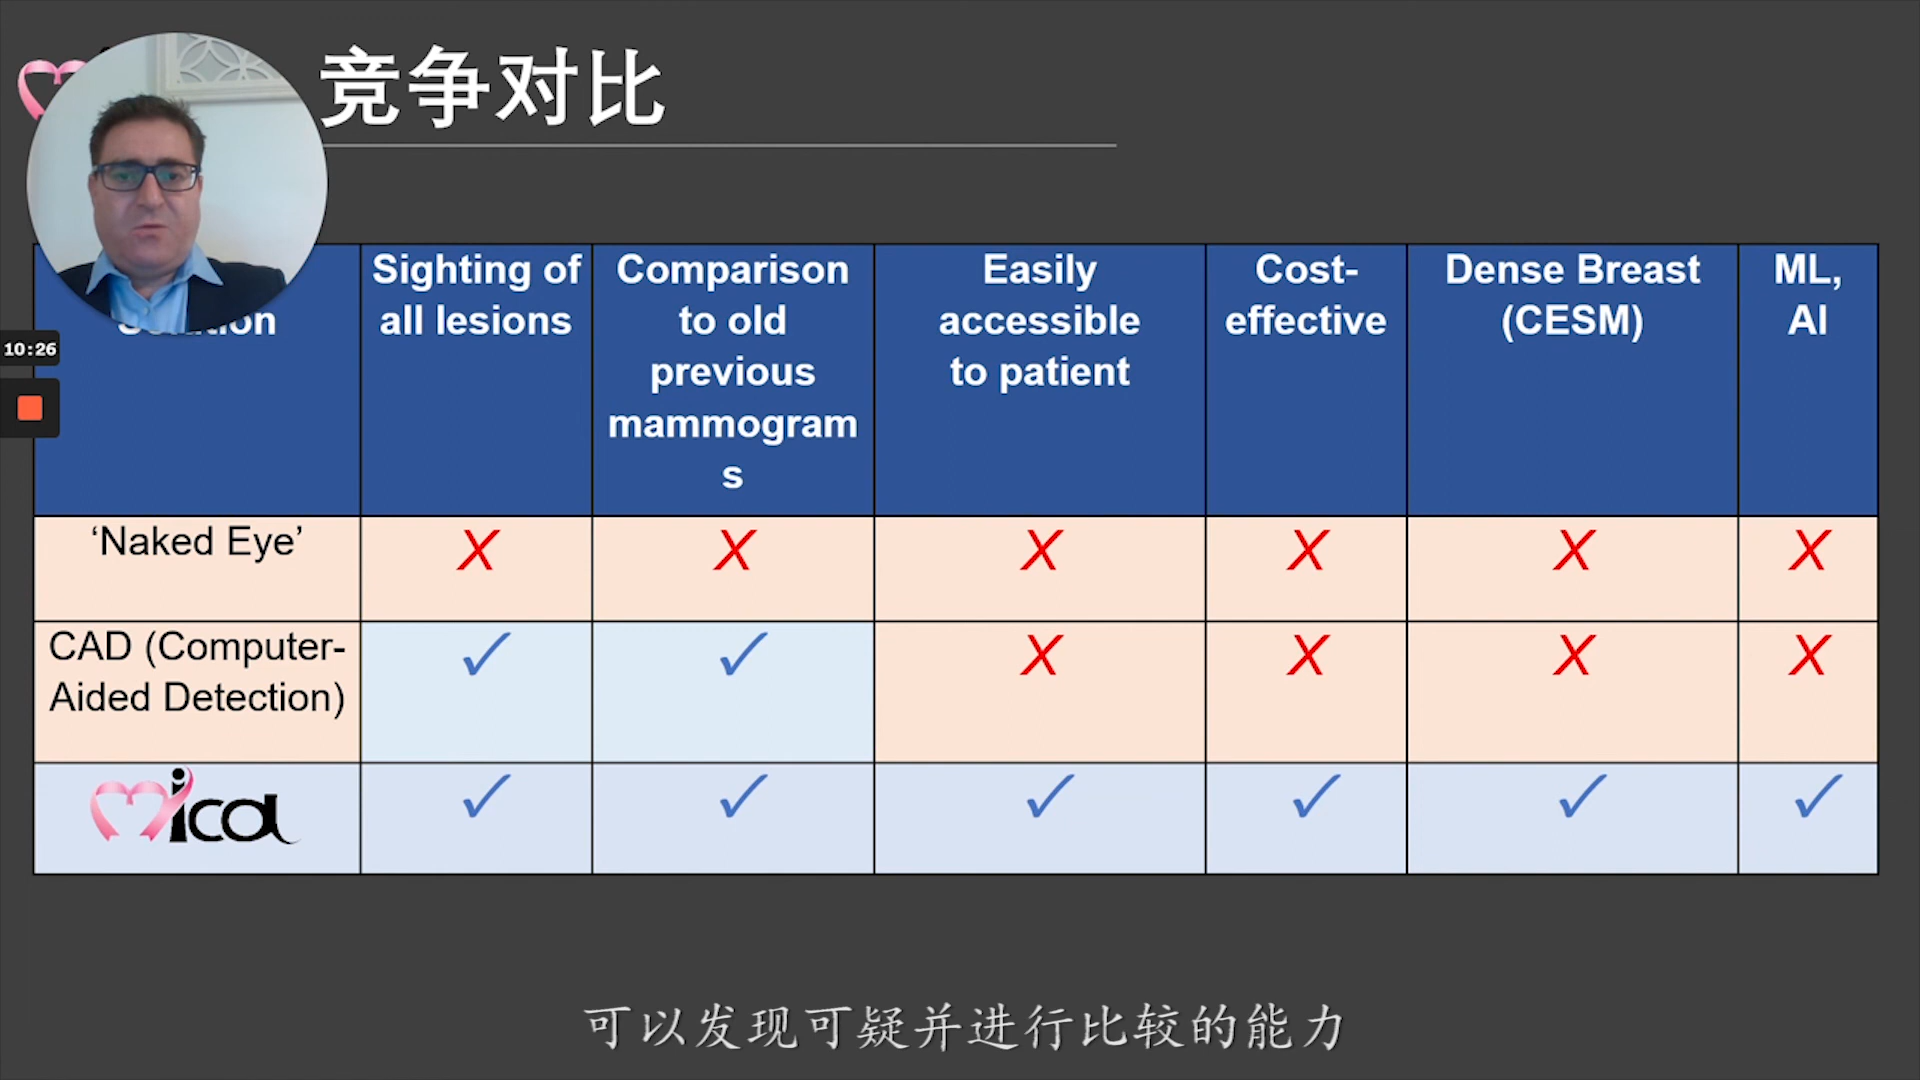 竞争对比
Sighting of
all lesions
Comparison
to old
previous
mammogram
s
Easily
accessible
to patient
Cost-
effective
Dense Breast
(CESM)
ML,
AI
10:26
‘Naked Eye’
X X X X X X
CAD (Computer-
Aided Detection)
✓ ✓ X X X X
Mical
✓ ✓ ✓ ✓ ✓ ✓
可以发现可疑并进行比较的能力